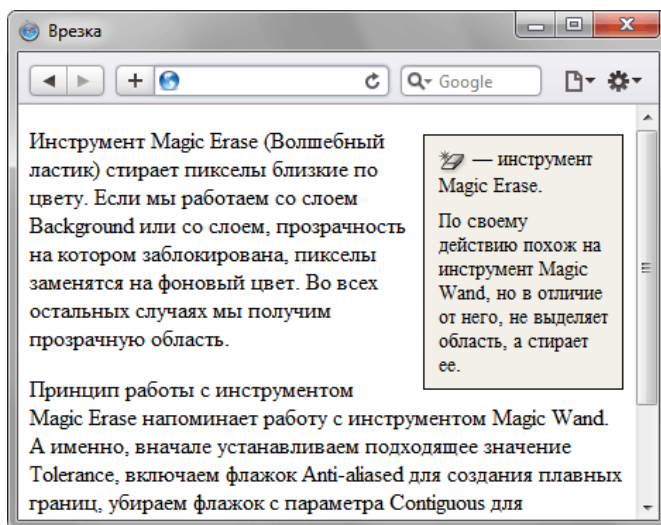 Врезка
Google
Инструмент Magic Erase (Волшебный
ластик) стирает пикселы близкие по
цвету. Если мы работаем со слоем
Background или со слоем, прозрачность
на котором заблокирована, пикселы
заменятся на фоновый цвет. Во всех
остальных случаях мы получим
прозрачную область.
— инструмент
Magic Erase.
По своему
действию похож на
инструмент Magic
Wand, но в отличие
от него, не выделяет
область, а стирает
ее.
Принцип работы с инструментом
Magic Erase напоминает работу с инструментом Magic Wand.
А именно, вначале устанавливаем подходящее значение
Tolerance, включаем флажок Anti-aliased для создания плавных
границ, убираем флажок с параметра Contiguous для